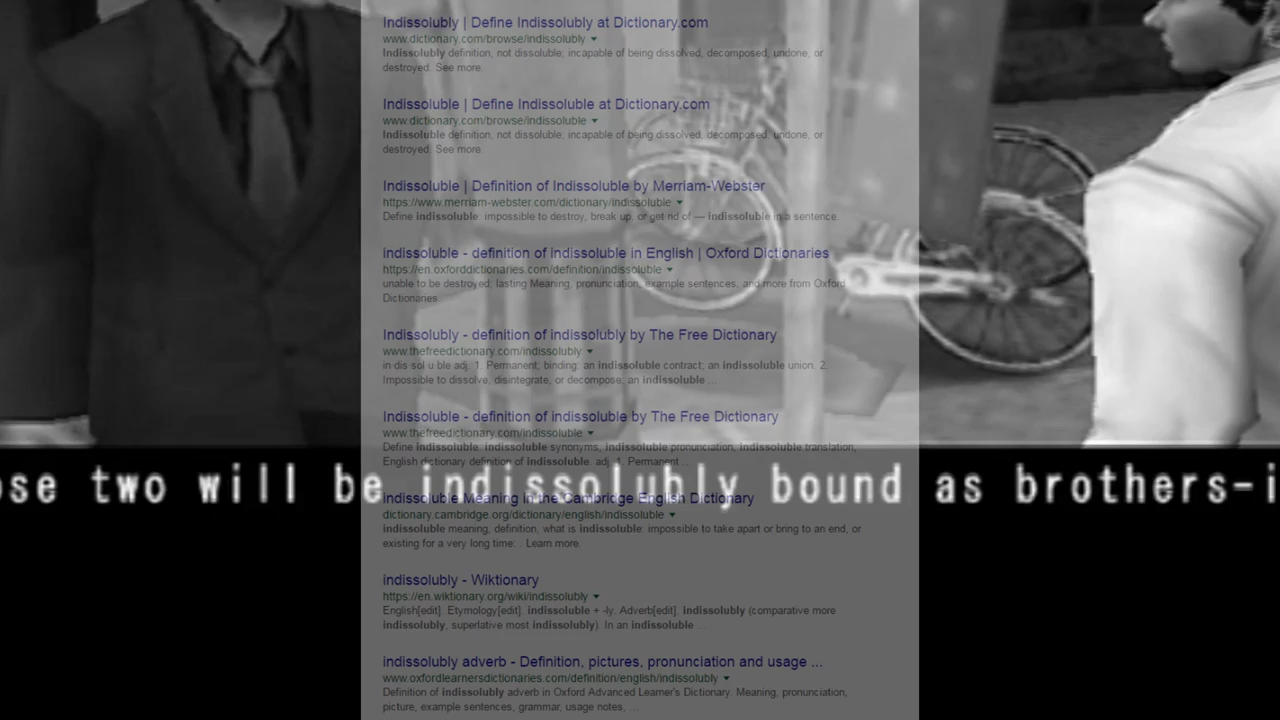 Indissolubly | Define Indissolubly at Dictionary.com
www.dictionary.com/browse/indissolubly
Indissolubly definition, not dissoluble; incapable of being dissolved, decomposed, undone, or
destroyed. See more.
Indissoluble | Define Indissoluble at Dictionary.com
www.dictionary.com/browse/indissoluble
Indissoluble definition, not dissoluble; incapable of being dissolved, decomposed, undone, or
destroyed. See more.
Indissoluble | Definition of Indissoluble by Merriam-Webster
https://www.merriam-webster.com/dictionary/indissoluble
Define indissoluble: impossible to destroy, break up, or get rid of — indissoluble in a sentence.
indissoluble - definition of indissoluble in English | Oxford Dictionaries
https://en.oxforddictionaries.com/definition/indissoluble
unable to be destroyed; lasting Meaning, pronunciation, example sentences, and more from Oxford
Dictionaries.
Indissolubly - definition of indissolubly by The Free Dictionary
www.thefreedictionary.com/indissolubly
in·dis·sol·u·ble adj. 1. Permanent; binding: an indissoluble contract; an indissoluble union. 2.
Impossible to dissolve, disintegrate, or decompose: an indissoluble ...
Indissoluble - definition of indissoluble by The Free Dictionary
www.thefreedictionary.com/indissoluble
Define indissoluble. indissoluble synonyms, indissoluble pronunciation, indissoluble translation,
English dictionary definition of indissoluble. adj. 1. Permanent ...
ose two will be indissolubly bound as brothers-i
indissoluble Meaning in the Cambridge English Dictionary
dictionary.cambridge.org/dictionary/english/indissoluble
indissoluble meaning, definition, what is indissoluble: impossible to take apart or bring to an end, or
existing for a very long time: . Learn more.
indissolubly - Wiktionary
https://en.wiktionary.org/wiki/indissolubly
English[edit]. Etymology[edit]. indissoluble + -ly. Adverb[edit]. indissolubly (comparative more
indissolubly, superlative most indissolubly). In an indissoluble ...
indissolubly adverb - Definition, pictures, pronunciation and usage ...
www.oxfordlearnersdictionaries.com/definition/english/indissolubly
Definition of indissolubly adverb in Oxford Advanced Learner's Dictionary. Meaning, pronunciation,
picture, example sentences, grammar, usage notes, ...